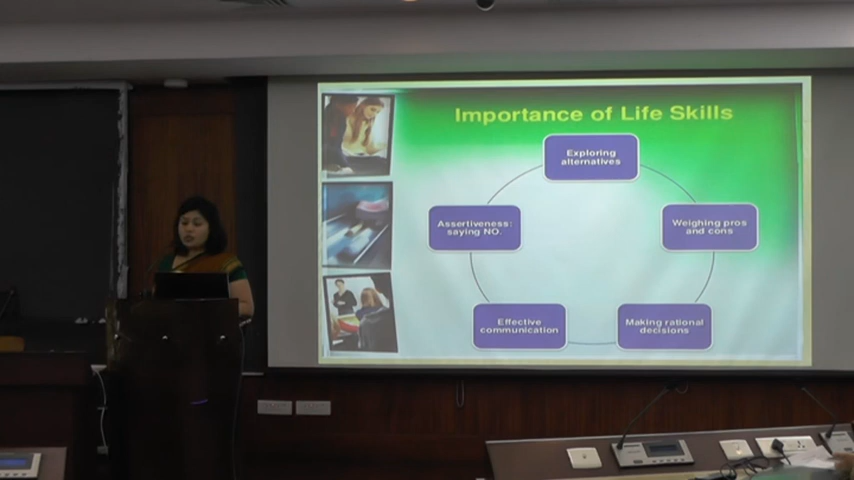 Importance of Life Skills
Exploring
alternatives
Assertiveness:
saying NO.
Weighing pros
and cons
Effective
communication
Making rational
decisions